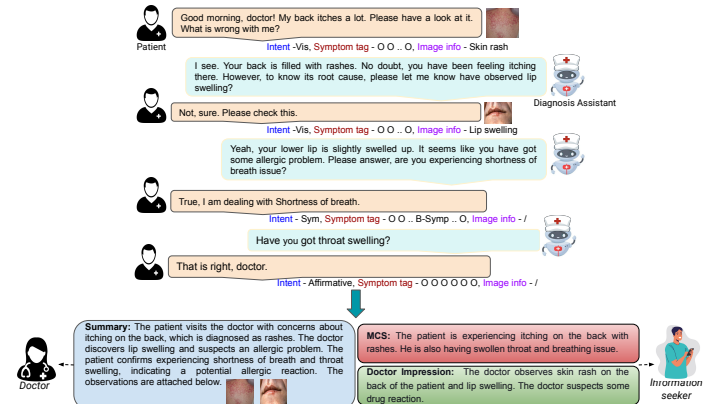 Good morning, doctor! My back itches a lot. Please have a look at it.
What is wrong with me?
Patient
Intent -Vis, Symptom tag - O O .. O, Image info - Skin rash
I see. Your back is filled with rashes. No doubt, you have been feeling itching
there. However, to know its root cause, please let me know have observed lip
swelling?
Diagnosis Assistant
Not, sure. Please check this.
Intent -Vis, Symptom tag - O O .. O, Image info - Lip swelling
Yeah, your lower lip is slightly swelled up. It seems like you have got
some allergic problem. Please answer, are you experiencing shortness of
breath issue?
True, I am dealing with Shortness of breath.
Intent - Sym, Symptom tag - O O .. B-Symp .. O, Image info - /
Have you got throat swelling?
That is right, doctor.
Intent - Affirmative, Symptom tag - O O O O O O, Image info - /
Summary: The patient visits the doctor with concerns about
itching on the back, which is diagnosed as rashes. The
doctor discovers lip swelling and suspects an allergic problem. The
patient confirms experiencing shortness of breath and throat
swelling, indicating a potential allergic reaction. The
observations are attached below.
MCS: The patient is experiencing itching on the back with
rashes. He is also having swollen throat and breathing issue.
Doctor Impression: The doctor observes skin rash on the
back of the patient and lip swelling. The doctor suspects some
drug reaction.
Doctor
Information
seeker